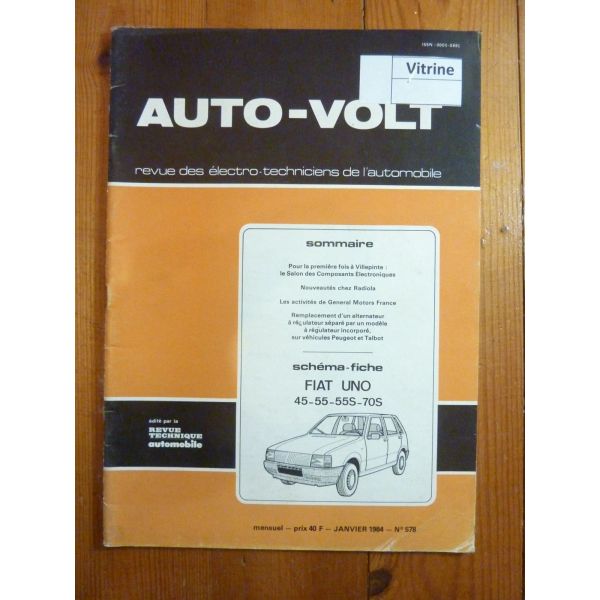 ISSN : 0005-0881
Vitrine
AUTO-VOLT
revue des électro-techniciens de l'automobile
sommaire
Pour la première fois à Villepinte :
le Salon des Composants Electroniques
Nouveautés chez Radiola
Les activités de General Motors France
Remplacement d'un alternateur
à régulateur séparé par un modèle
à régulateur incorporé,
sur véhicules Peugeot et Talbot
schéma-fiche
FIAT UNO
45-55-55S-70S
édité par la
REVUE
TECHNIQUE
automobile
mensuel — prix 40 F — JANVIER 1984 — N° 578